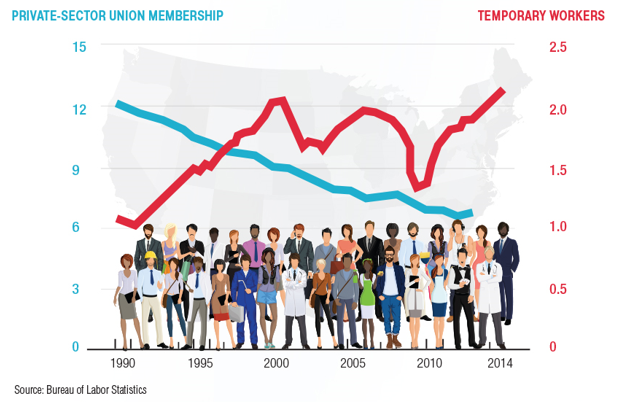 PRIVATE-SECTOR UNION MEMBERSHIP TEMPORARY WORKERS
15 2.5
12 2.0
9 1.5
6 1.0
3 0.5
0 0
1990 1995 2000 2005 2010 2014
Source: Bureau of Labor Statistics